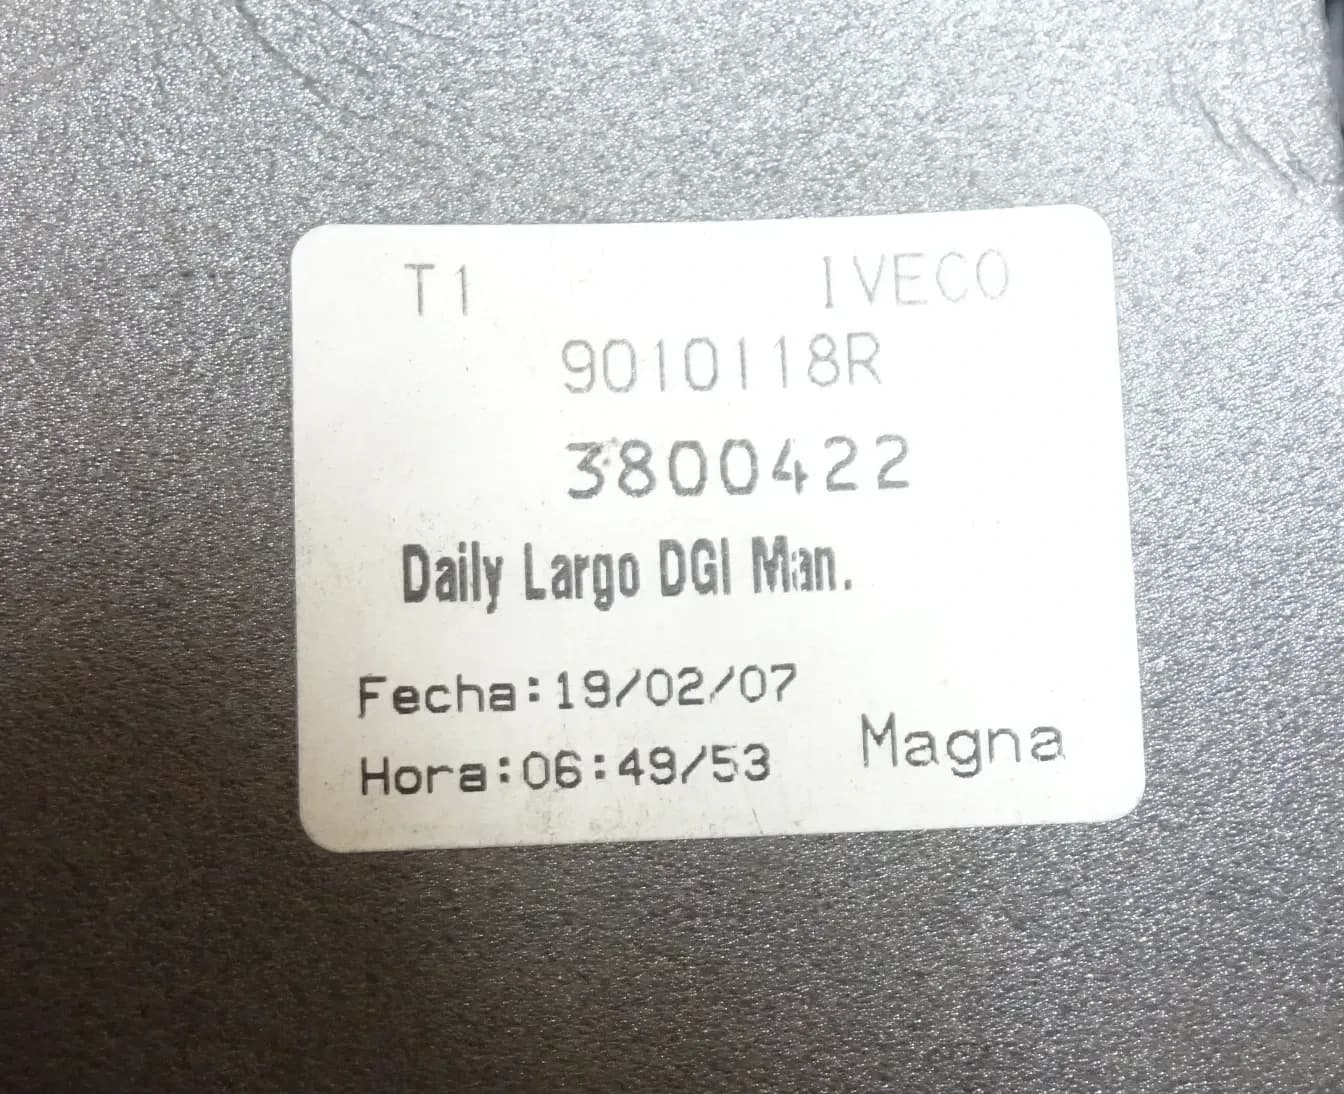 T1 IVECO
9010118R
3800422
Daily Largo DGI Man.
Fecha:19/02/07
Hora:06:49/53 Magna